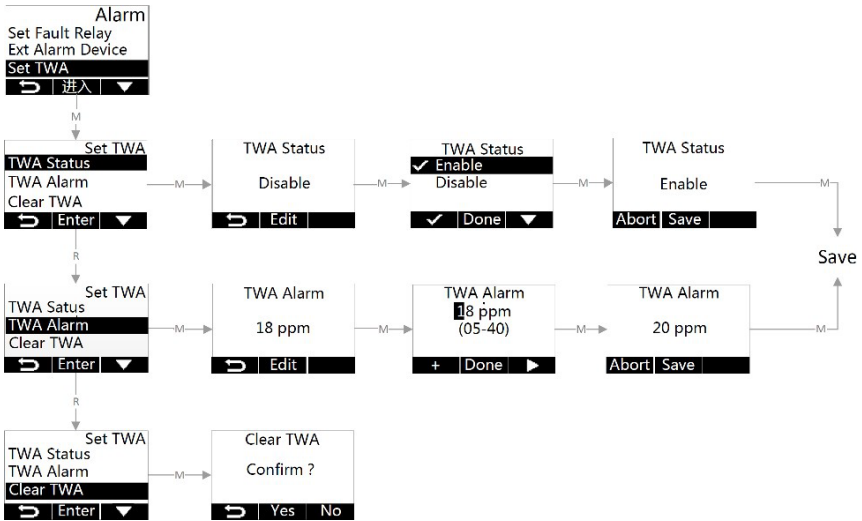 Alarm
Set Fault Relay
Ext Alarm Device
Set TWA
进入
M
Set TWA
TWA Status
TWA Alarm
Clear TWA
Enter
M
TWA Status
Disable
Edit
M
TWA Status
✓ Enable
Disable
✓ Done
M
TWA Status
Enable
Abort Save
M
Save
R
Set TWA
TWA Satus
TWA Alarm
Clear TWA
Enter
M
TWA Alarm
18 ppm
Edit
M
TWA Alarm
18 ppm
(05-40)
+ Done
M
TWA Alarm
20 ppm
Abort Save
M
R
Set TWA
TWA Status
TWA Alarm
Clear TWA
Enter
M
Clear TWA
Confirm ?
Yes No